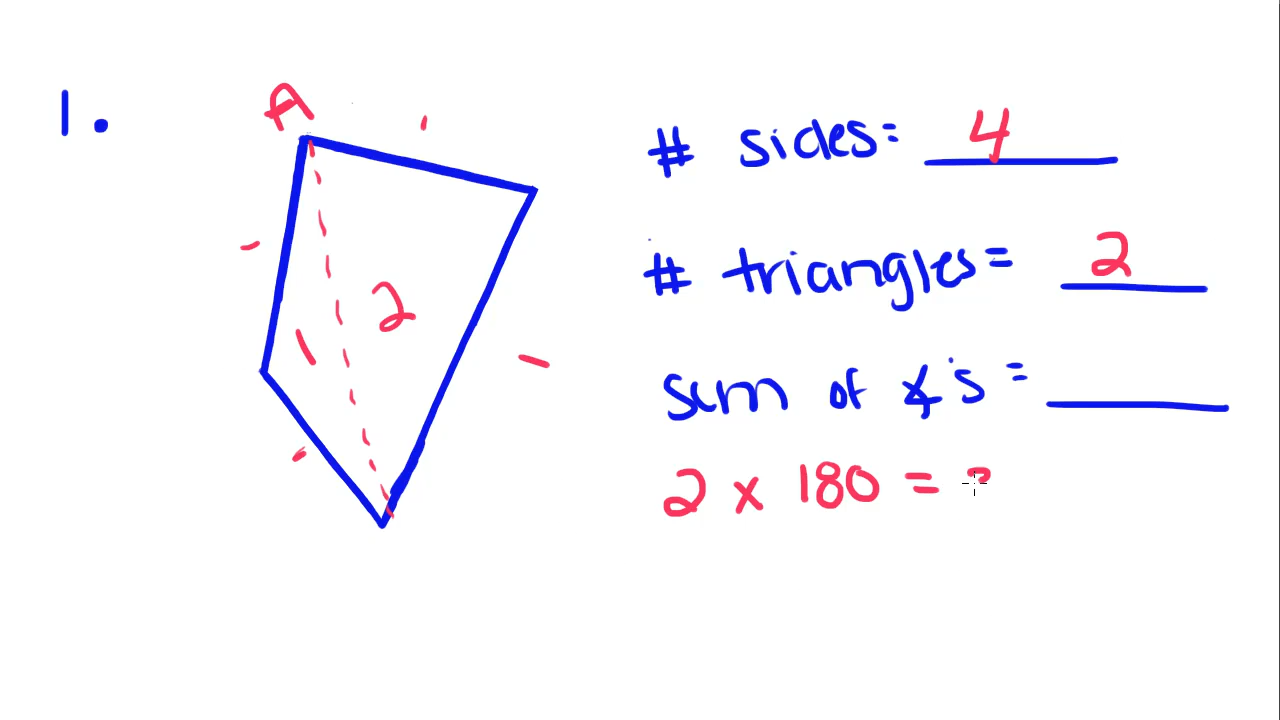 1.
A
1
2
# sides= 4
# triangles= 2
sum of ∡'s=
2 x 180 =